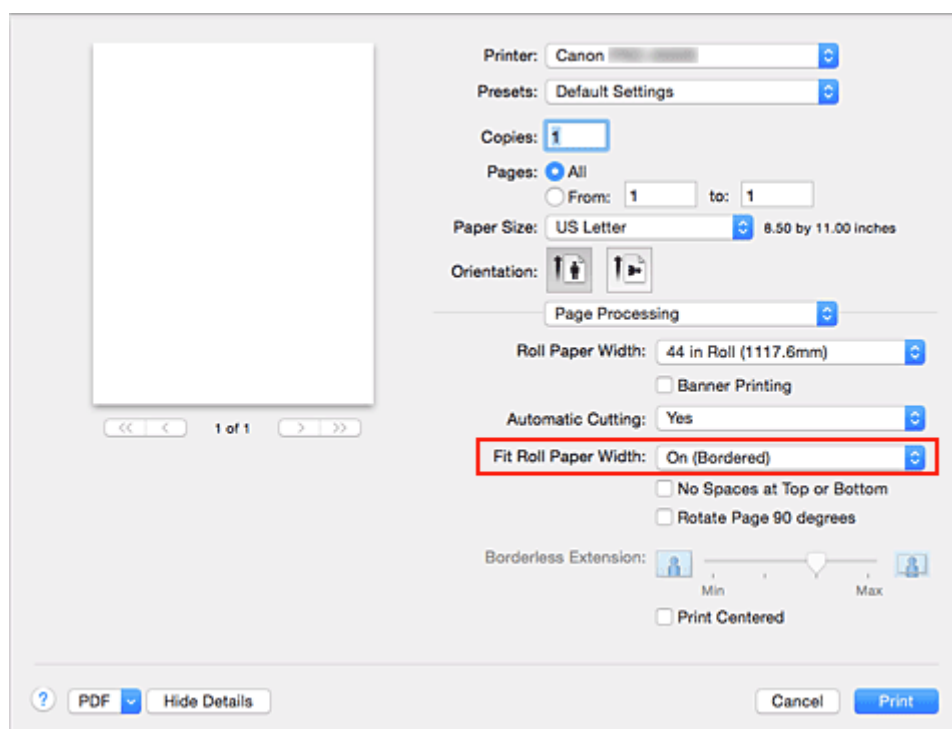 Printer: Canon
Presets: Default Settings
Copies: 1
Pages: All
From: 1 to: 1
Paper Size: US Letter 8.50 by 11.00 inches
Orientation:
Page Processing
Roll Paper Width: 44 in Roll (1117.6mm)
Banner Printing
<< < 1 of 1 > >>
Automatic Cutting: Yes
Fit Roll Paper Width: On (Bordered)
No Spaces at Top or Bottom
Rotate Page 90 degrees
Borderless Extension:
Min Max
Print Centered
? PDF Hide Details Cancel Print